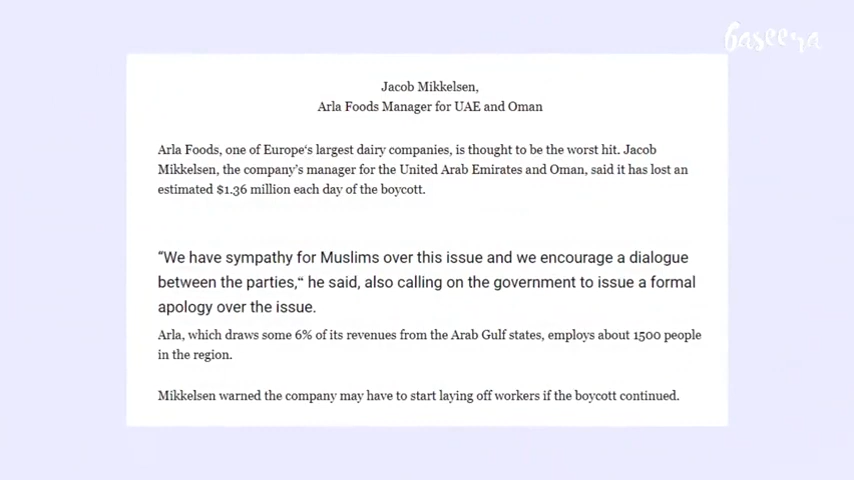 Baseera
Jacob Mikkelsen,
Arla Foods Manager for UAE and Oman
Arla Foods, one of Europe‘s largest dairy companies, is thought to be the worst hit. Jacob
Mikkelsen, the company’s manager for the United Arab Emirates and Oman, said it has lost an
estimated $1.36 million each day of the boycott.
“We have sympathy for Muslims over this issue and we encourage a dialogue
between the parties,“ he said, also calling on the government to issue a formal
apology over the issue.
Arla, which draws some 6% of its revenues from the Arab Gulf states, employs about 1500 people
in the region.
Mikkelsen warned the company may have to start laying off workers if the boycott continued.